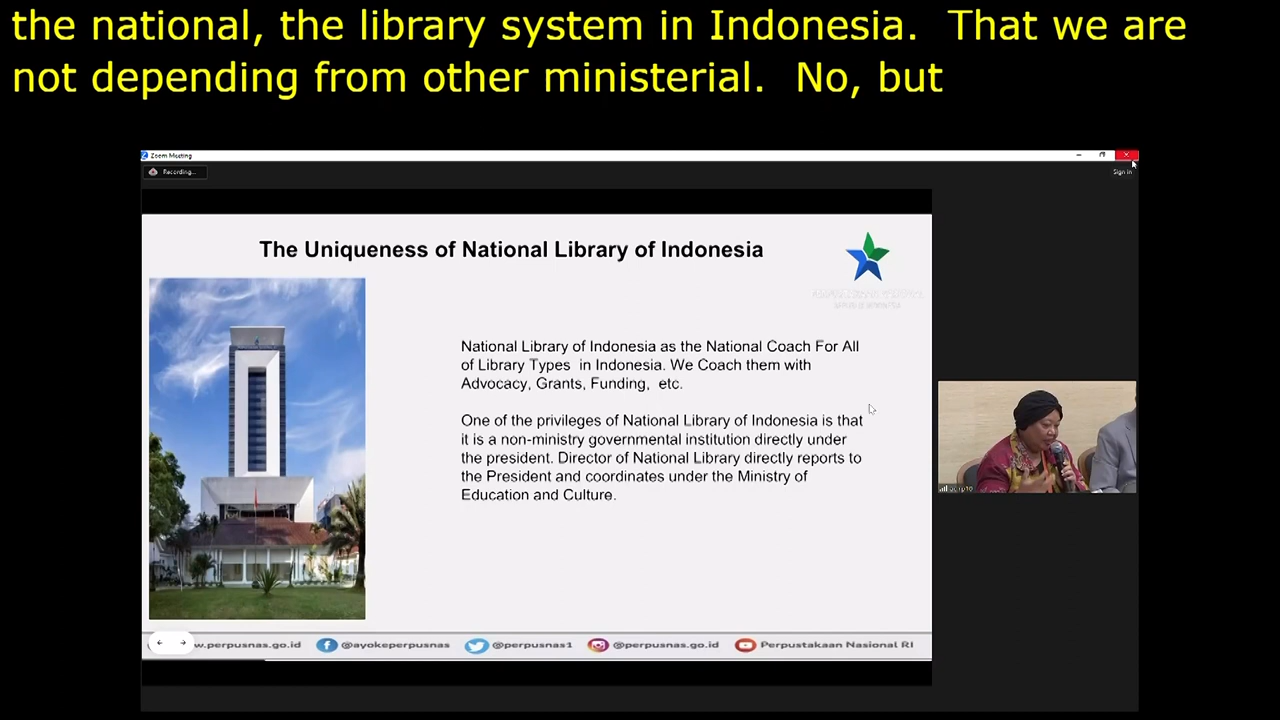 the national, the library system in Indonesia. That we are
not depending from other ministerial. No, but
Zoom Meeting
Recording...
Sign in
The Uniqueness of National Library of Indonesia
National Library of Indonesia as the National Coach For All
of Library Types in Indonesia. We Coach them with
Advocacy, Grants, Funding, etc.
One of the privileges of National Library of Indonesia is that
it is a non-ministry governmental institution directly under
the president. Director of National Library directly reports to
the President and coordinates under the Ministry of
Education and Culture.
w.perpusnas.go.id @ayokeperpusnas @perpusnas1 @perpusnas.go.id Perpustakaan Nasional RI